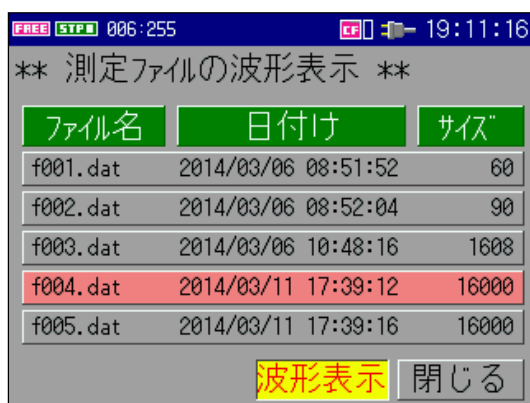 FREE STPⅢ 006:255 CF 19:11:16
** 測定ファイルの波形表示 **
ファイル名 日付け サイズ
f001.dat 2014/03/06 08:51:52 60
f002.dat 2014/03/06 08:52:04 90
f003.dat 2014/03/06 10:48:16 1608
f004.dat 2014/03/11 17:39:12 16000
f005.dat 2014/03/11 17:39:16 16000
波形表示 閉じる